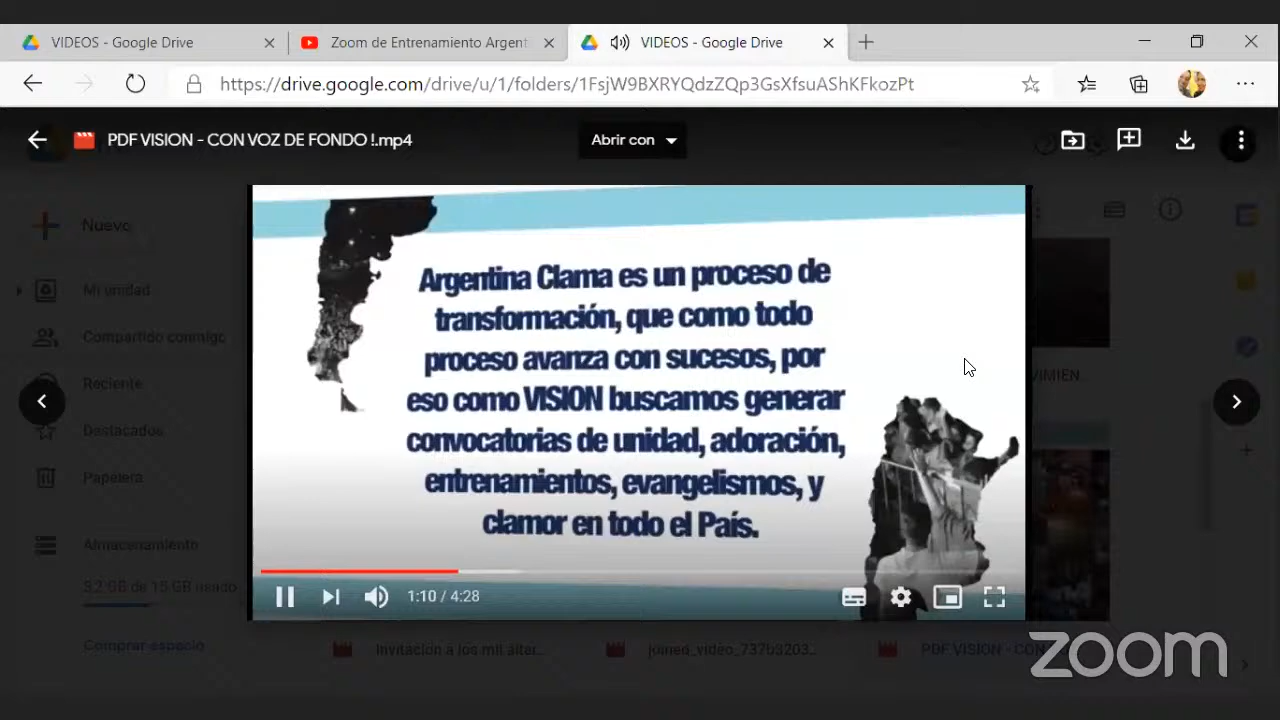 VIDEOS - Google Drive
Zoom de Entrenamiento Argent
VIDEOS - Google Drive
https://drive.google.com/drive/u/1/folders/1FsjW9BXRYQdzZQp3GsXfsuAShKFkozPt
PDF VISION - CON VOZ DE FONDO !.mp4
Abrir con
Nuevo
Mi unidad
Compartido conmigo
Reciente
Destacados
Papelera
Almacenamiento
3,2 GB de 15 GB usado
Comprar espacio
Argentina Clama es un proceso de
transformación, que como todo
proceso avanza con sucesos, por
eso como VISION buscamos generar
convocatorias de unidad, adoración,
entrenamientos, evangelismos, y
clamor en todo el País.
1:10 / 4:28
VIMIEN
Invitacion a los mil alter...
joined_video_737b3203...
PDF VISION - CON
zoom